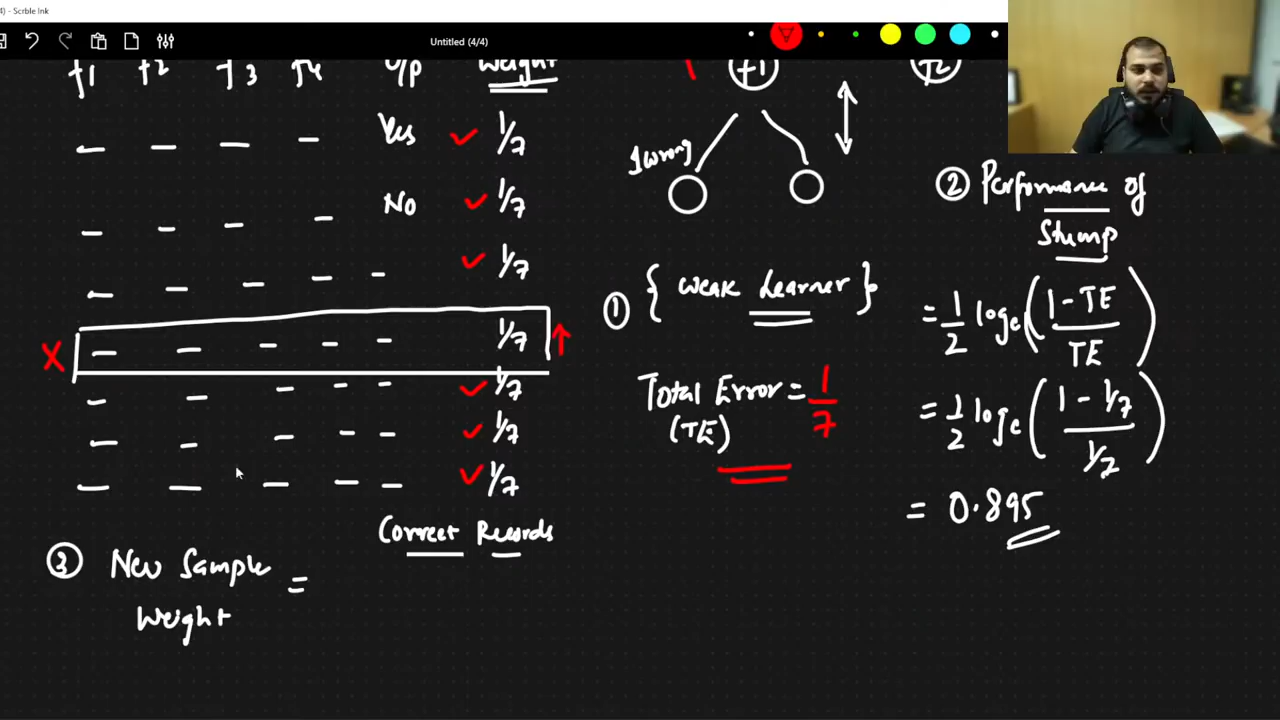 - Scrble Ink
Untitled (4/4)
f1 f2 f3 f4 O/p Weight
Yes 1/7
No 1/7
1/7
1/7
1/7
1/7
1/7
Correct Records
③ New Sample Weight =
f1
1 wrong
① { Weak Learner }
Total Error = 1/7
(TE)
f2
② Performance of
Stump
= 1/2 loge (1 - TE / TE)
= 1/2 loge (1 - 1/7 / 1/7)
= 0.895